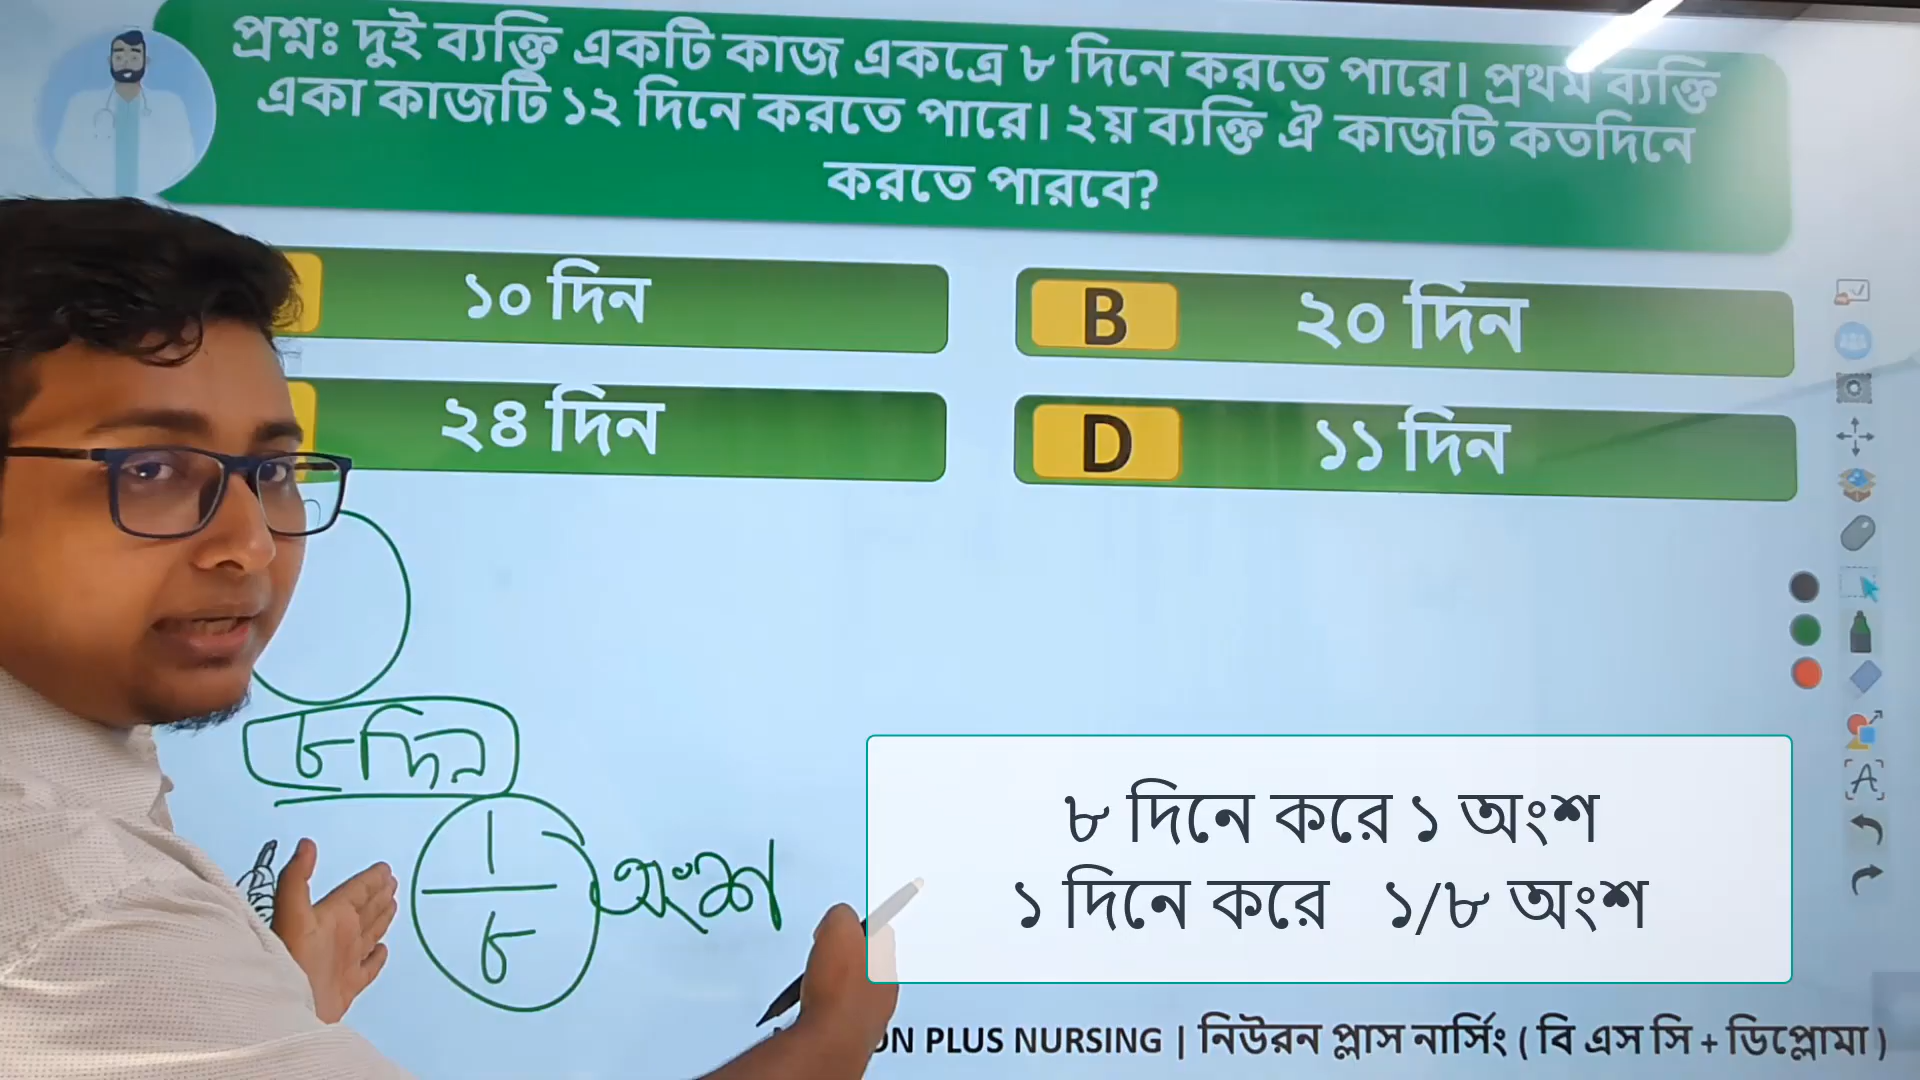 প্রশ্নঃ দুই ব্যক্তি একটি কাজ একত্রে ৮ দিনে করতে পারে। প্রথম ব্যক্তি
একা কাজটি ১২ দিনে করতে পারে। ২য় ব্যক্তি ঐ কাজটি কতদিনে
করতে পারবে?
১০ দিন
B ২০ দিন
২৪ দিন
D ১১ দিন
৮ দিন
১
৮
অংশ
৮ দিনে করে ১ অংশ
১ দিনে করে ১/৮ অংশ
PLUS NURSING | নিউরন প্লাস নার্সিং ( বি এস সি + ডিপ্লোমা )